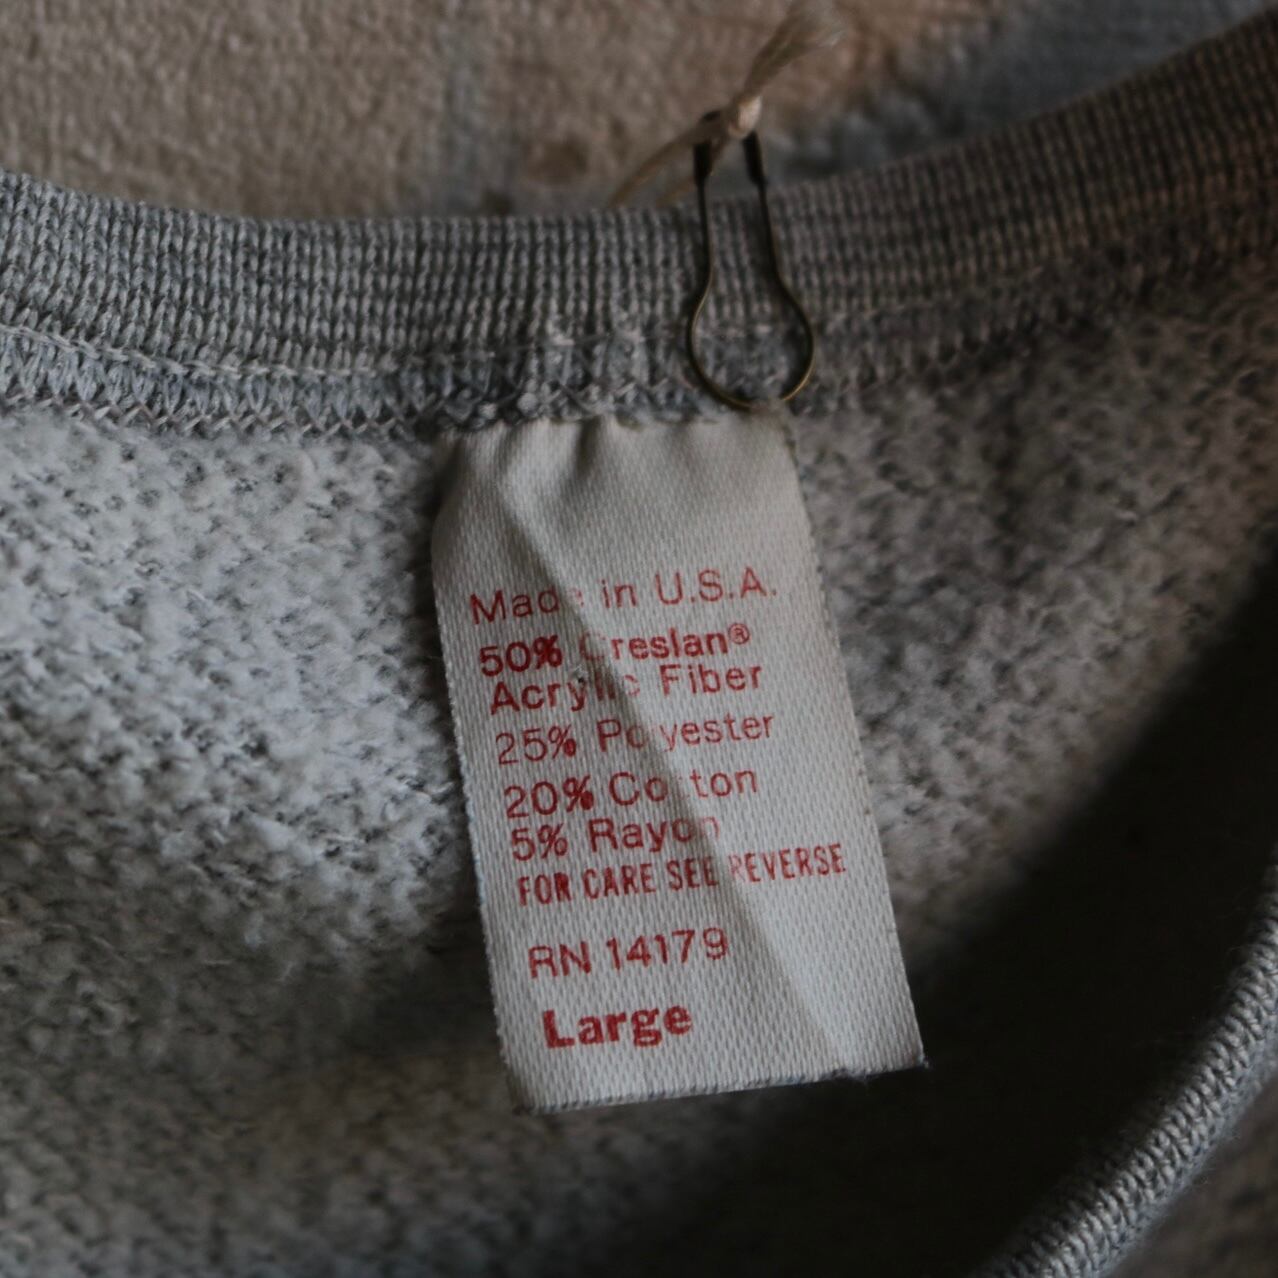 Made in U.S.A.
50% Creslan®
Acrylic Fiber
25% Polyester
20% Cotton
5% Rayon
FOR CARE SEE REVERSE
RN 14179
Large